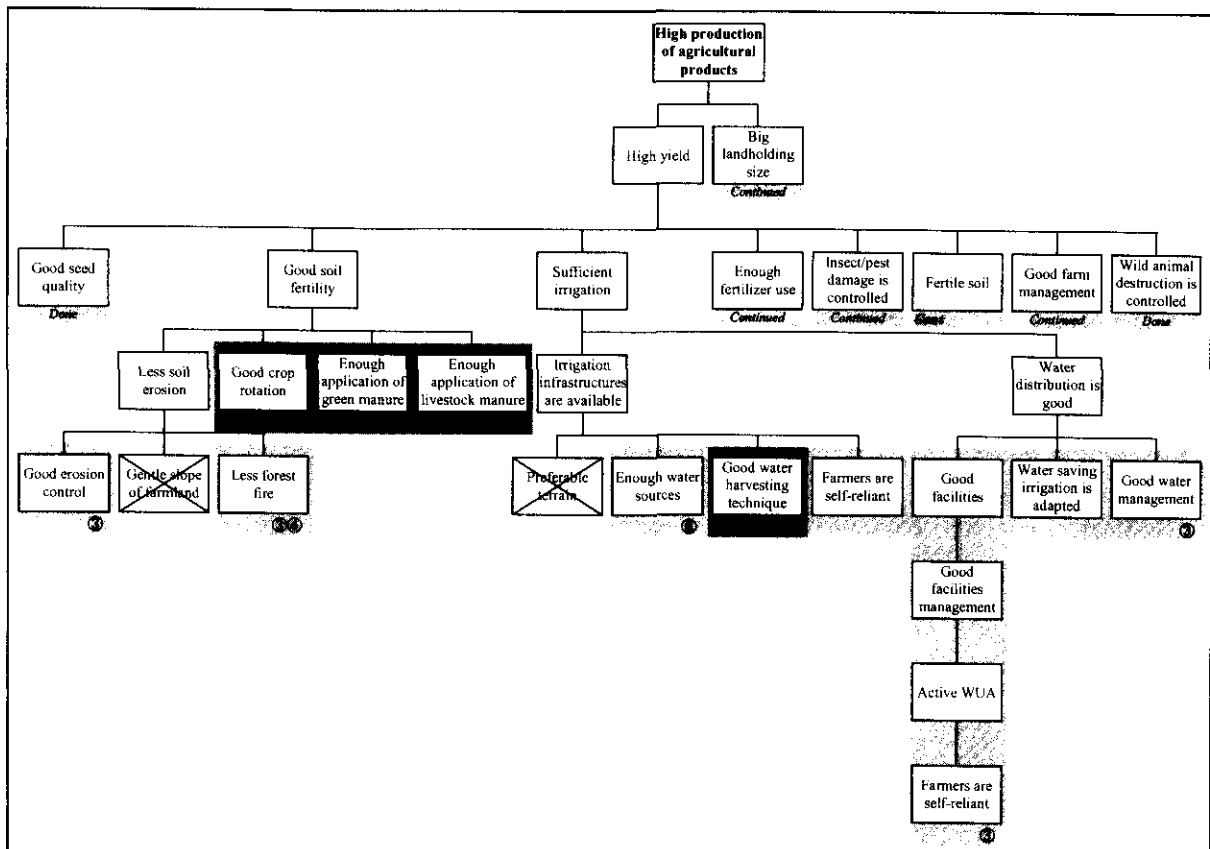 High production
of agricultural
products
High yield
Big
landholding
size
Continued
Good seed
quality
Done
Good soil
fertility
Sufficient
irrigation
Enough
fertilizer use
Continued
Insect/pest
damage is
controlled
Continued
Fertile soil
Good farm
management
Continued
Wild animal
destruction is
controlled
Done
Less soil
erosion
Good crop
rotation
Enough
application of
green manure
Enough
application of
livestock manure
Irrigation
infrastructures
are available
Water
distribution is
good
Good erosion
control
③
Gentle slope
of farmland
Less forest
fire
Preferable
terrain
Enough water
sources
Good water
harvesting
technique
Farmers are
self-reliant
Good
facilities
Water saving
irrigation is
adapted
Good water
management
③
Good
facilities
management
Active WUA
Farmers are
self-reliant